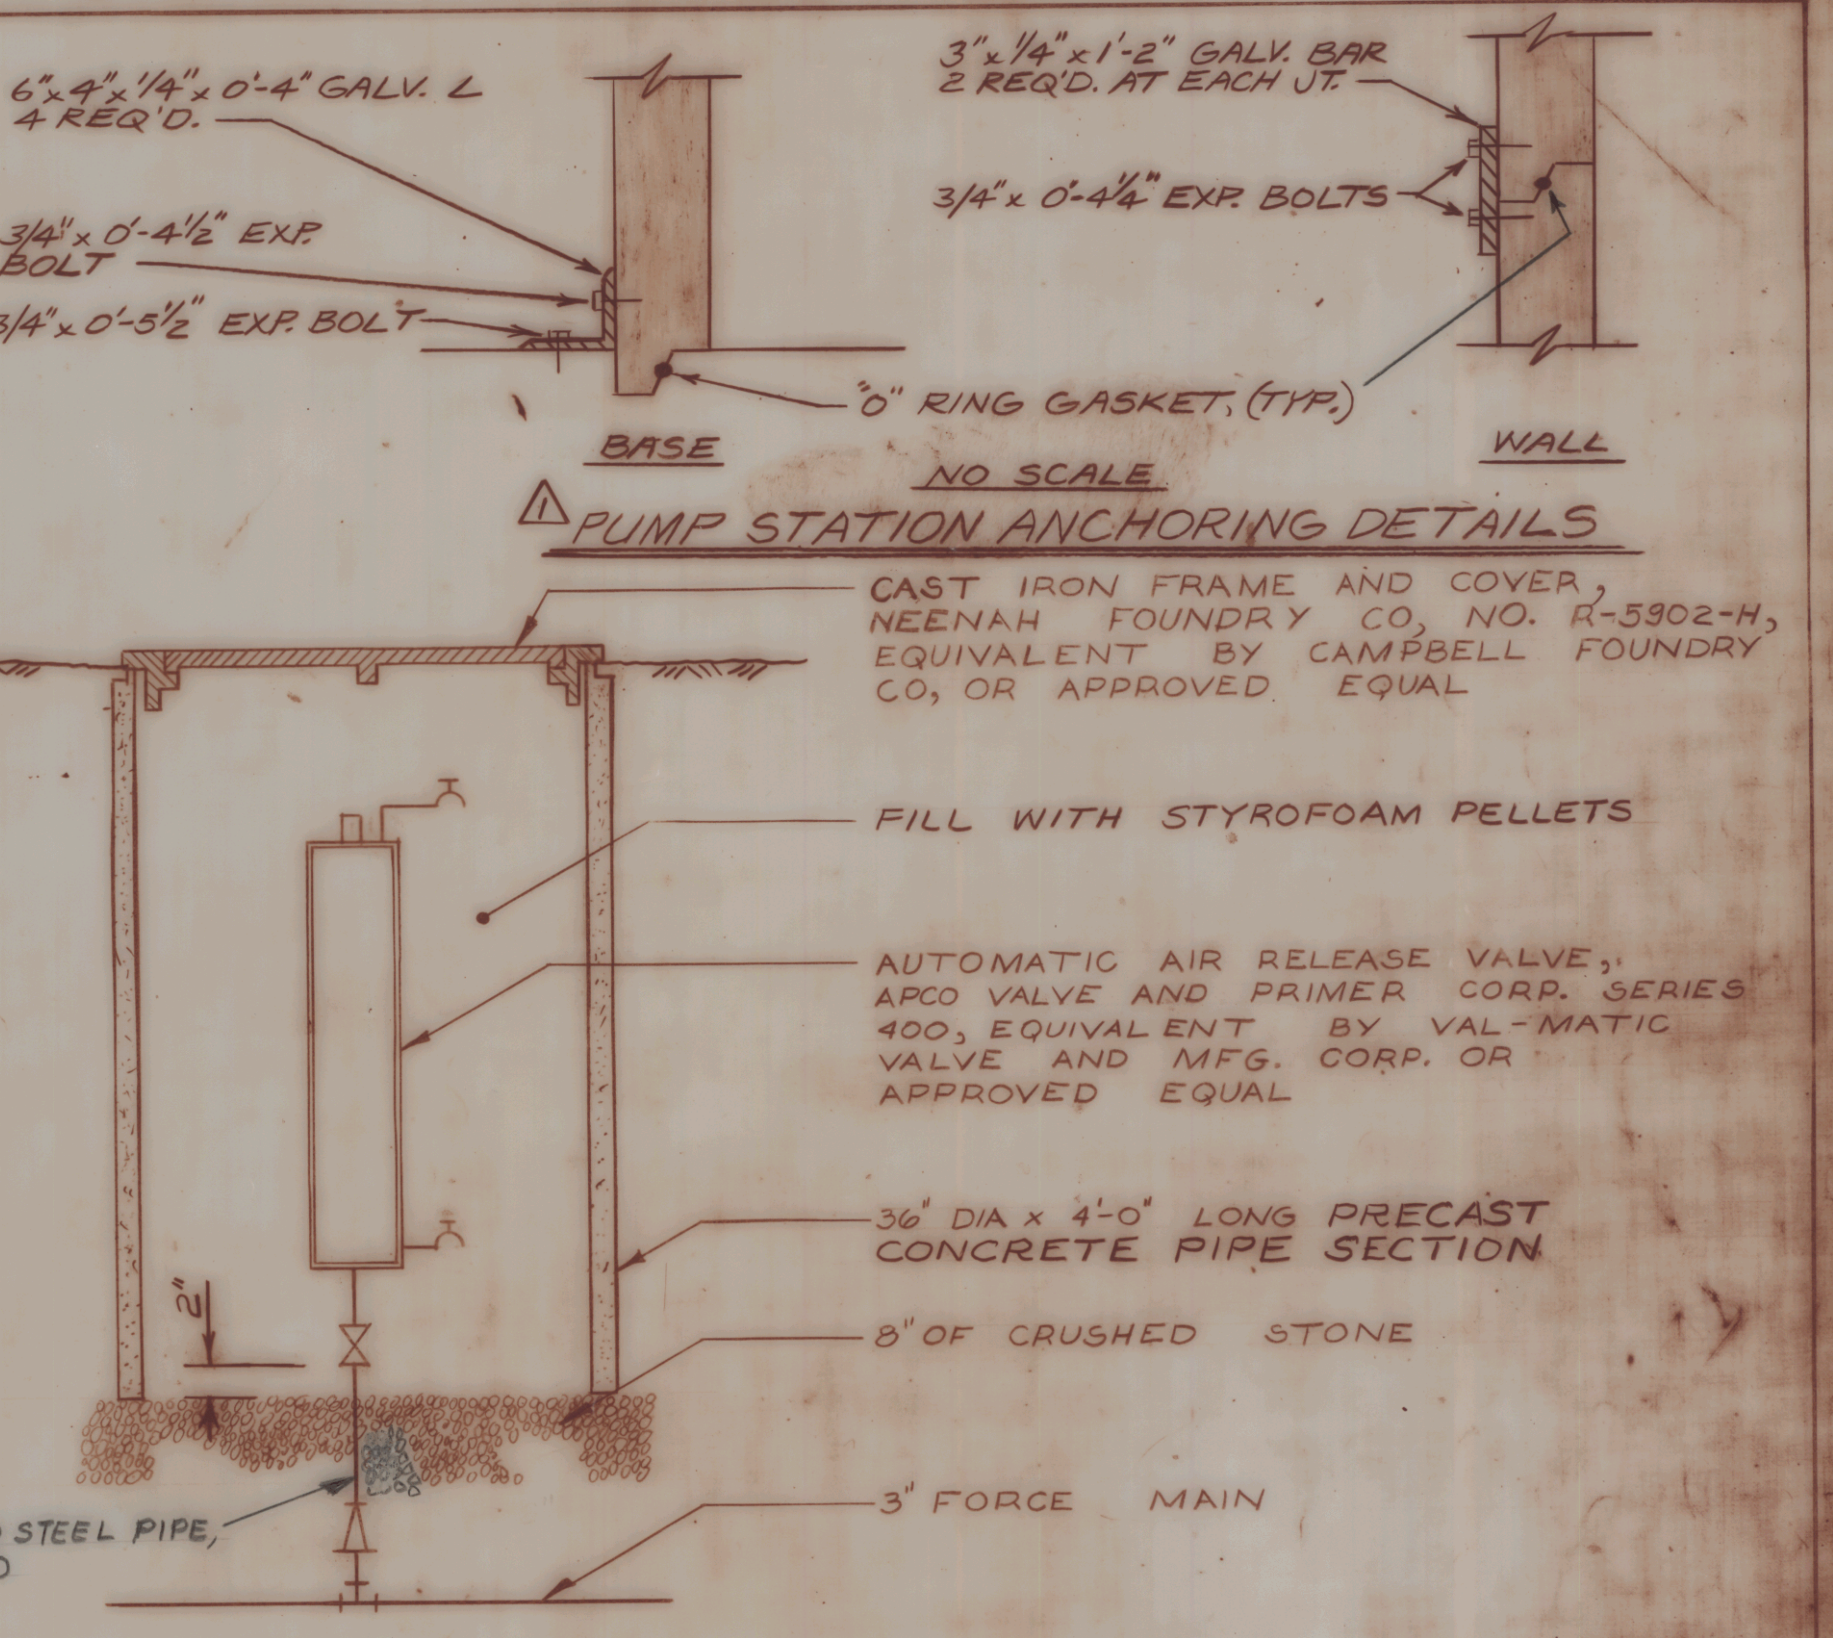 6"x4"x1/4"x0'-4" GALV. L
4 REQ'D.
3/4"x0'-4 1/2" EXP.
BOLT
3/4"x0'-5 1/2" EXP. BOLT
3"x1/4"x1'-2" GALV. BAR
2 REQ'D. AT EACH JT.
3/4"x 0'-4 1/4" EXP. BOLTS
"O" RING GASKET, (TYP.)
BASE
WALL
NO SCALE
1 PUMP STATION ANCHORING DETAILS
CAST IRON FRAME AND COVER,
NEENAH FOUNDRY CO, NO. R-5902-H,
EQUIVALENT BY CAMPBELL FOUNDRY
CO, OR APPROVED EQUAL
FILL WITH STYROFOAM PELLETS
AUTOMATIC AIR RELEASE VALVE,
APCO VALVE AND PRIMER CORP. SERIES
400, EQUIVALENT BY VAL-MATIC
VALVE AND MFG. CORP. OR
APPROVED EQUAL
36" DIA x 4'-0" LONG PRECAST
CONCRETE PIPE SECTION
2"
8" OF CRUSHED STONE
3" FORCE MAIN
STEEL PIPE,